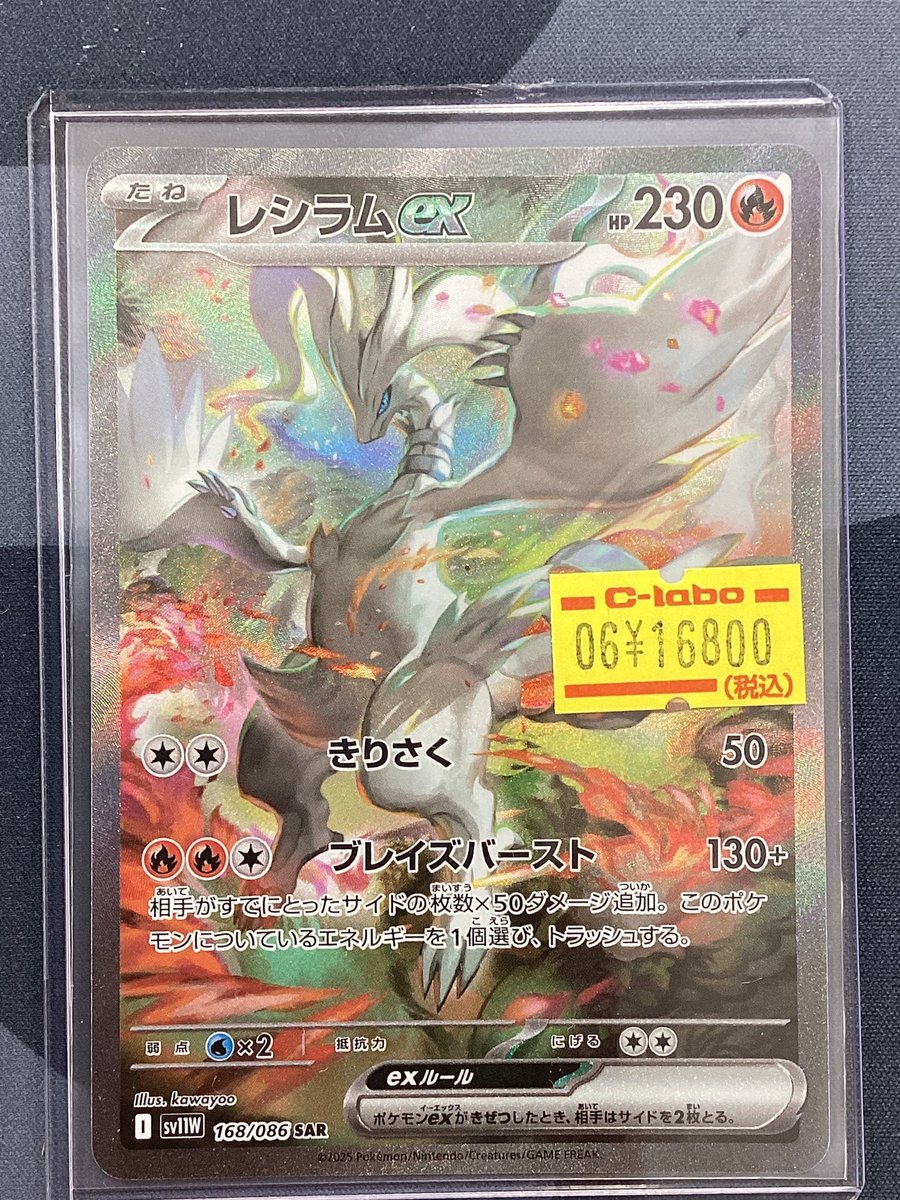 たね
レシラムex
HP230
C-labo
06¥16800
(税込)
きりさく 50
ブレイズバースト 130+
相手がすでにとったサイドの枚数×50ダメージ追加。このポケ
モンについているエネルギーを1個選び、トラッシュする。
弱点 ×2 抵抗力 にげる
exルール
ポケモンexがきぜつしたとき、相手はサイドを2枚とる。
Illus. kawayoo
I sv11W 168/086 SAR
©2025 Pokémon/Nintendo/Creatures/GAME FREAK.